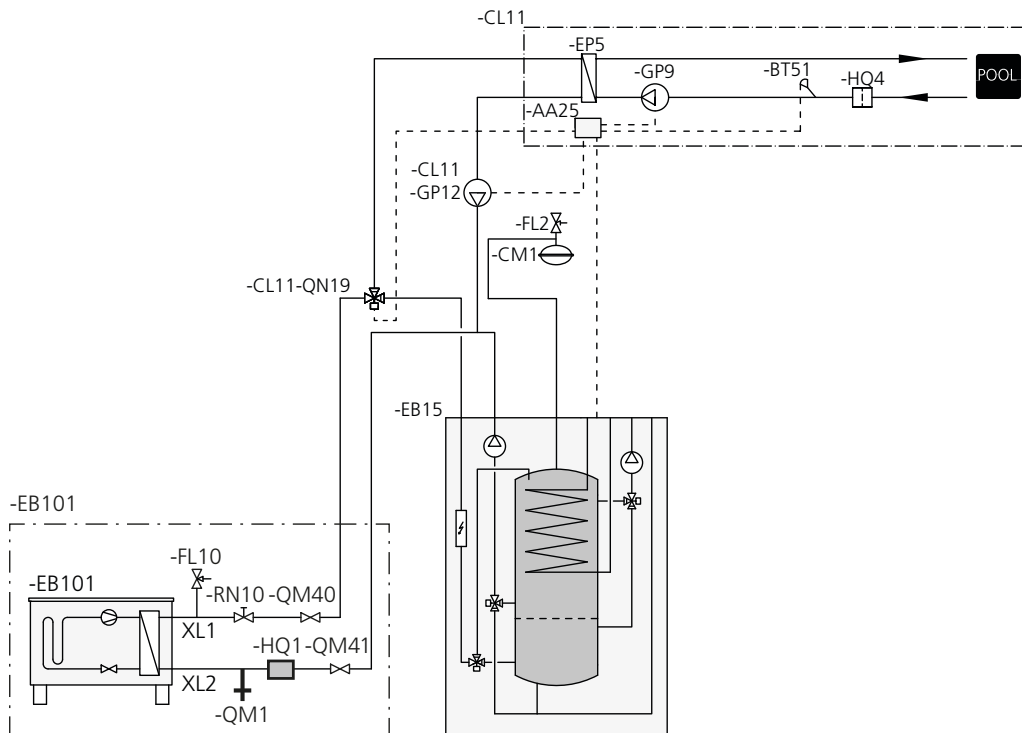 -CL11
-EP5
-GP9
-BT51
-HQ4
POOL
-AA25
-CL11
-GP12
-FL2
-CM1
-CL11-QN19
-EB15
-EB101
-FL10
-EB101
-RN10 -QM40
XL1
-HQ1 -QM41
XL2
-QM1